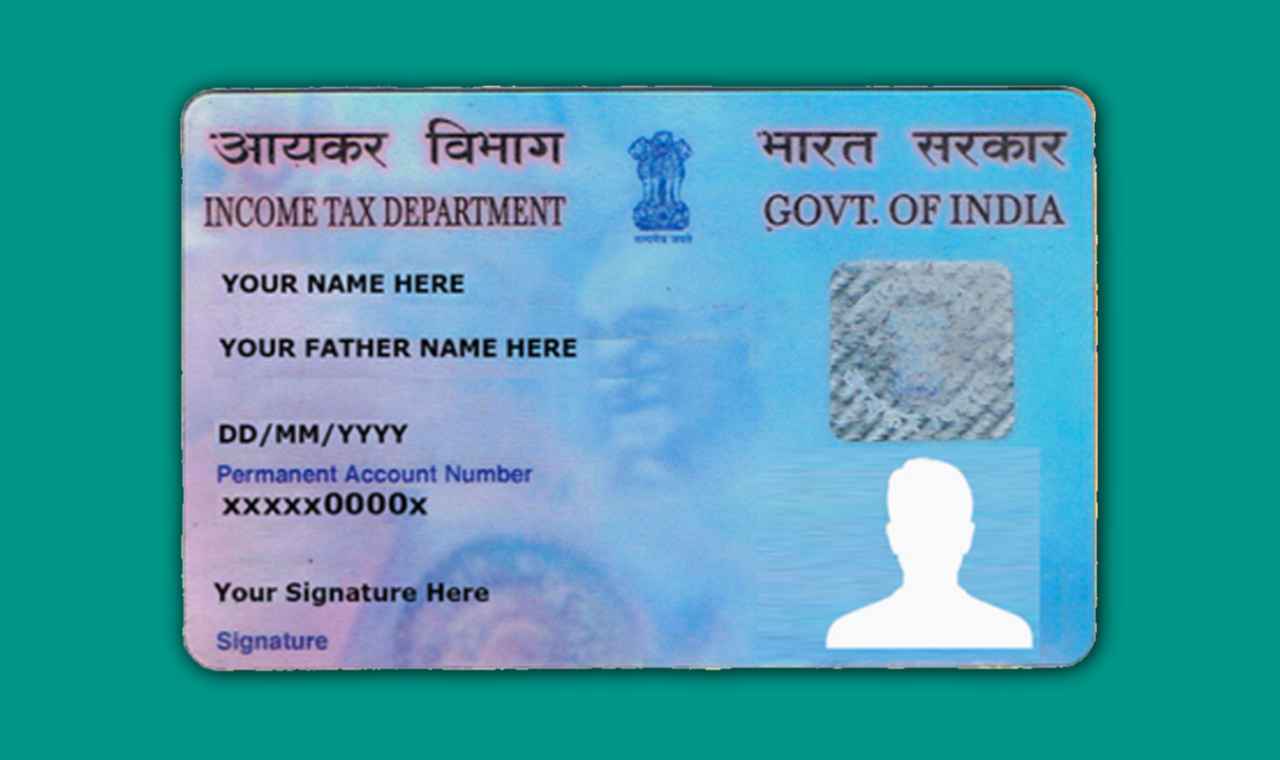 आयकर विभाग
भारत सरकार
INCOME TAX DEPARTMENT
GOVT. OF INDIA
सत्यमेव जयते
YOUR NAME HERE
YOUR FATHER NAME HERE
DD/MM/YYYY
Permanent Account Number
xxxxx0000x
Your Signature Here
Signature